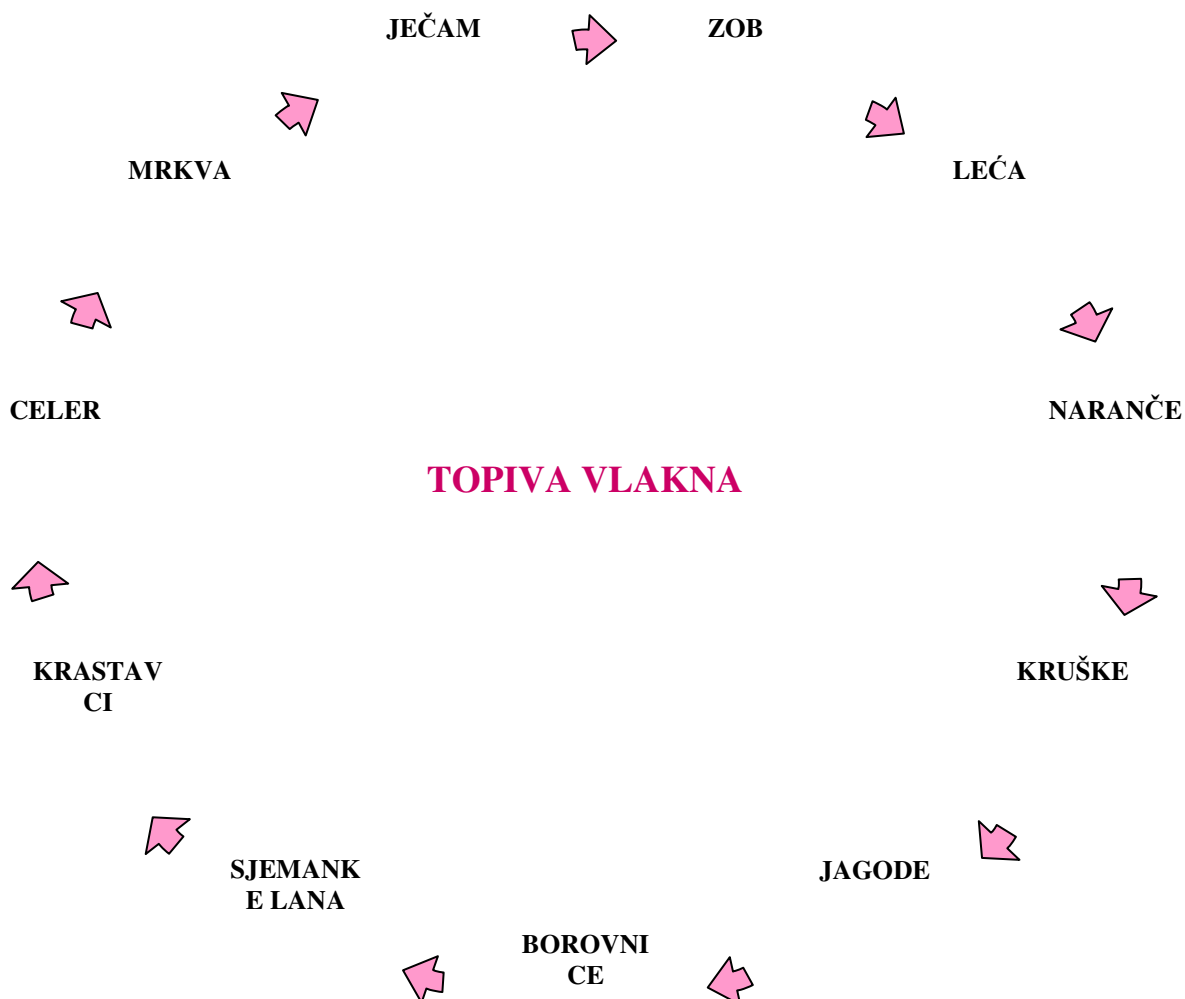 JEČAM
ZOB
MRKVA
LEĆA
CELER
NARANČE
TOPIVA VLAKNA
KRASTAV
CI
KRUŠKE
SJEMANK
E LANA
JAGODE
BOROVNI
CE